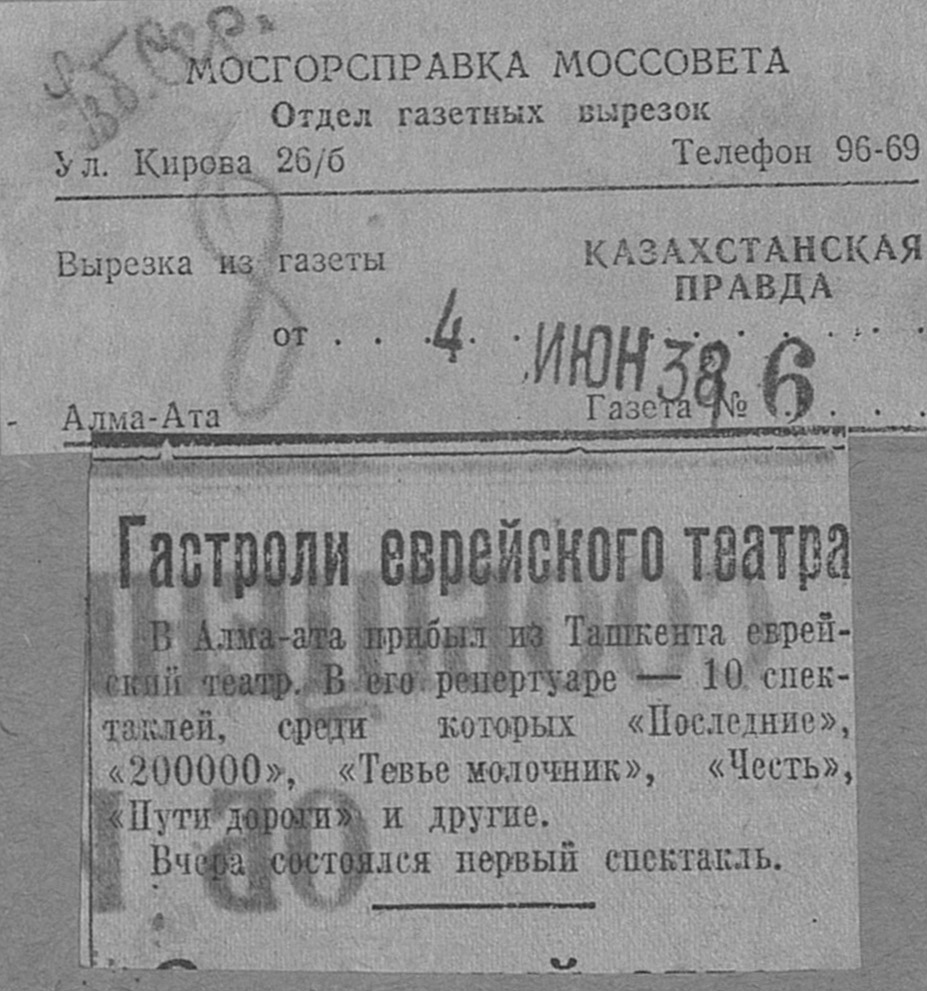 МОСГОРСПРАВКА МОССОВЕТА
Отдел газетных вырезок
Ул. Кирова 26/б Телефон 96-69
8
Вырезка из газеты КАЗАХСТАНСКАЯ
ПРАВДА
от . . 4 ИЮН 38
Алма-Ата Газета № 6
Гастроли еврейского театра
В Алма-ата прибыл из Ташкента еврей-
ский театр. В его репертуаре — 10 спек-
таклей, среди которых «Последние»,
«200000», «Тевье молочник», «Честь»,
«Пути дороги» и другие.
Вчера состоялся первый спектакль.